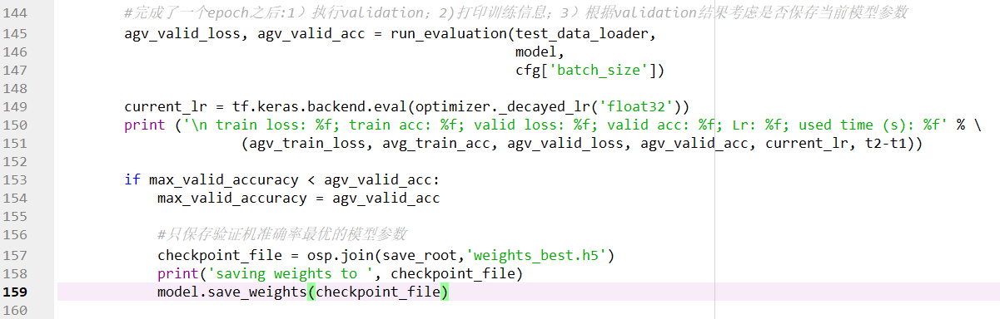 144 #完成了一个epoch之后:1）执行validation；2)打印训练信息；3）根据validation结果考虑是否保存当前模型参数
145 agv_valid_loss, agv_valid_acc = run_evaluation(test_data_loader,
146 model,
147 cfg['batch_size'])
148
149 current_lr = tf.keras.backend.eval(optimizer._decayed_lr('float32'))
150 print ('\n train loss: %f; train acc: %f; valid loss: %f; valid acc: %f; Lr: %f; used time (s): %f' % \
151 (agv_train_loss, avg_train_acc, agv_valid_loss, agv_valid_acc, current_lr, t2-t1))
152
153 if max_valid_accuracy < agv_valid_acc:
154 max_valid_accuracy = agv_valid_acc
155
156 #只保存验证机准确率最优的模型参数
157 checkpoint_file = osp.join(save_root,'weights_best.h5')
158 print('saving weights to ', checkpoint_file)
159 model.save_weights(checkpoint_file)
160